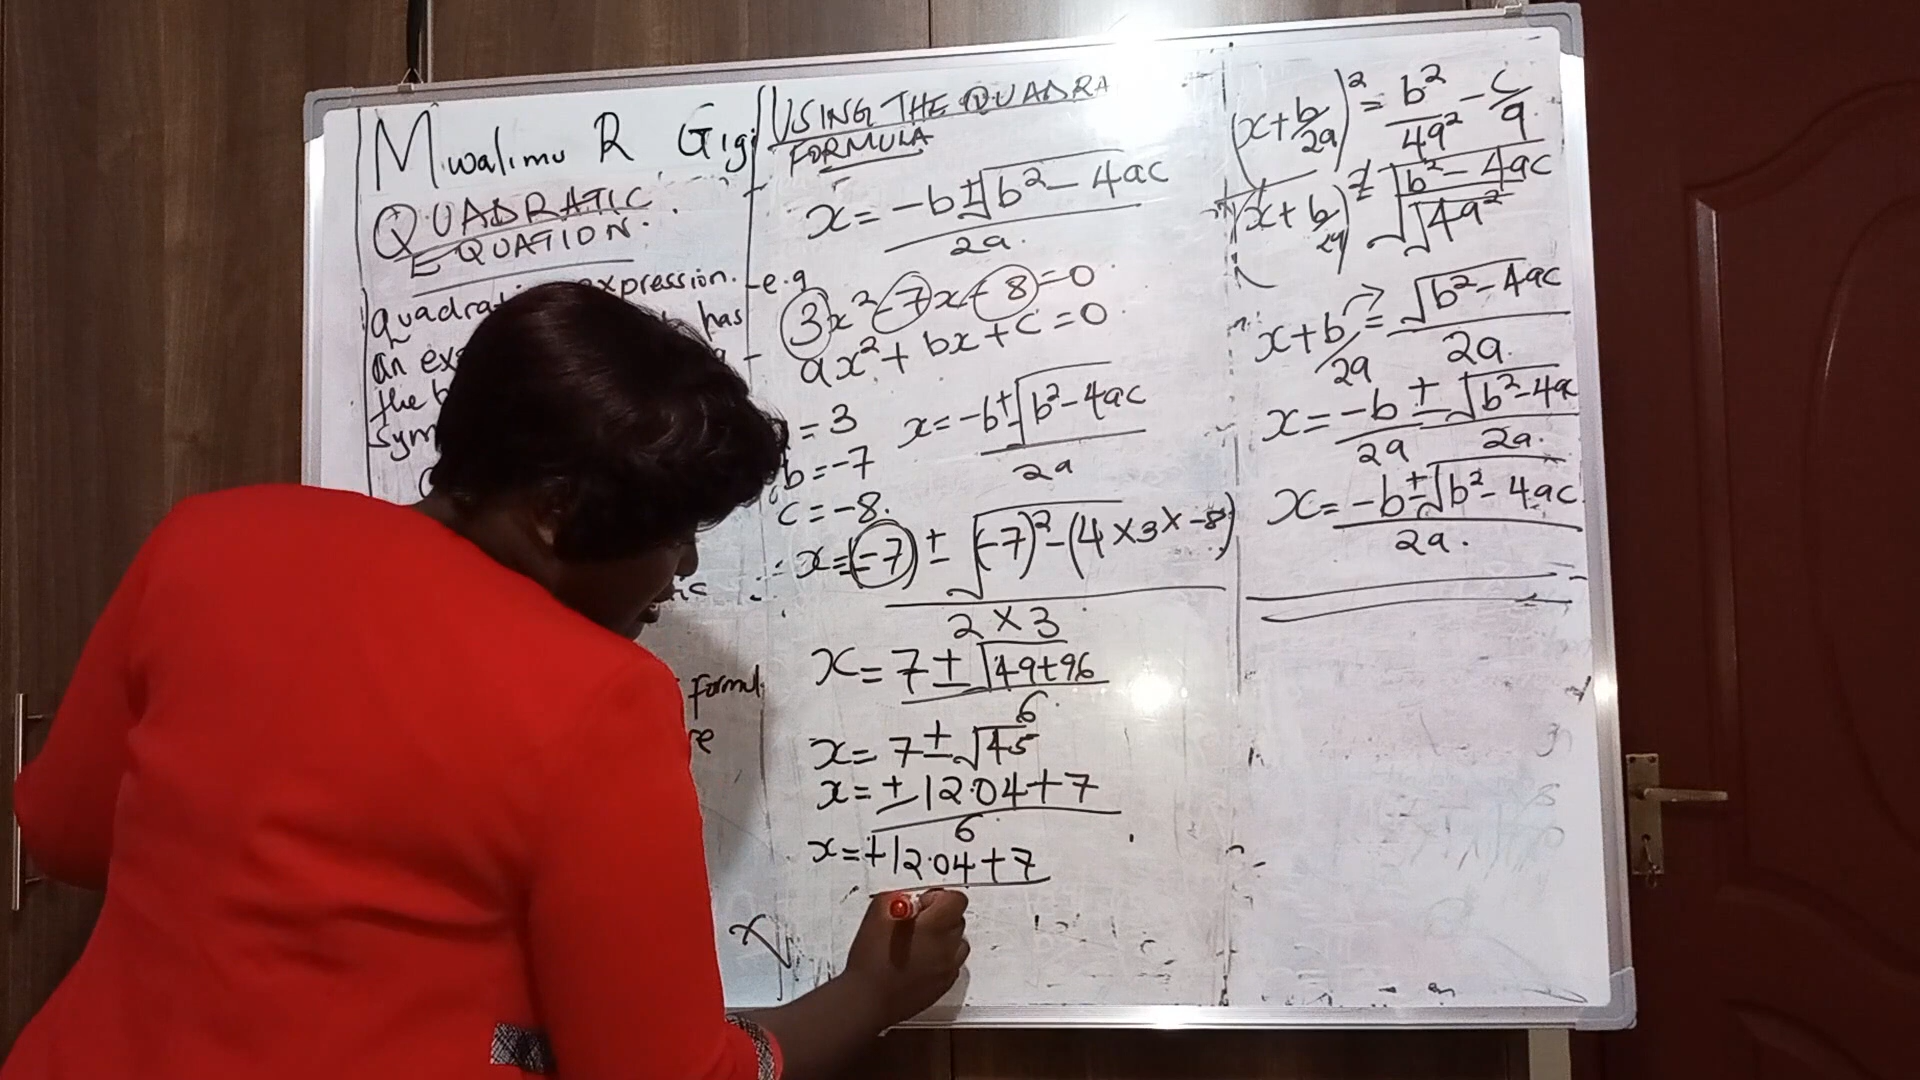 Mwalimu R Gig
QUADRATIC
EQUATION.
expression. e.g
has
an
the
Sym
formul
re
USING THE QUADRA
FORMULA
x = -b ± √b² - 4ac
2a.
3x² - 7x - 8 = 0
ax² + bx + c = 0.
= 3
b = -7
c = -8.
x = -b ± √b² - 4ac
2a
x = -(-7) ± √(-7)² - (4 × 3 × -8)
2 × 3
x = 7 ± √49 + 96
6.
x = 7 ± √145
x = ± 12.04 + 7
6
x = + 12.04 + 7
(x + b/2a)² = b²/4a² - c/a
√(x + b/2a)² = √b² - 4ac
√4a²
x + b/2a = √b² - 4ac
2a.
x = -b/2a ± √b² - 4a
2a.
x = -b ± √b² - 4ac
2a.